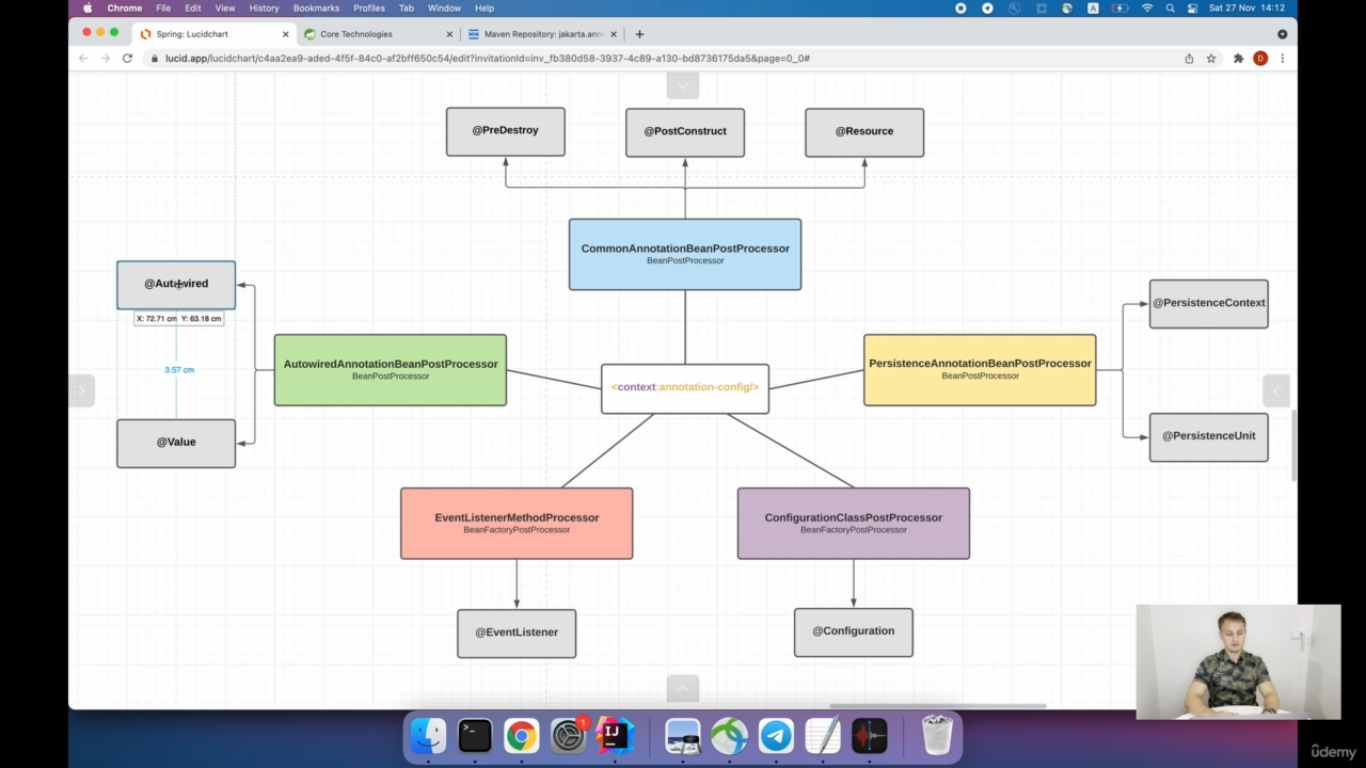 Chrome File Edit View History Bookmarks Profiles Tab Window Help
A
Sat 27 Nov 14:12
Spring: Lucidchart
Core Technologies
Maven Repository: jakarta.ann
lucid.app/lucidchart/c4aa2ea9-aded-4f5f-84c0-af2bff650c54/edit?invitationId=inv_fb380d58-3937-4c89-a130-bd8736175da5&page=0_0#
D
@PreDestroy
@PostConstruct
@Resource
CommonAnnotationBeanPostProcessor
BeanPostProcessor
@Autowired
X: 72.71 cm Y: 63.18 cm
3.57 cm
@Value
AutowiredAnnotationBeanPostProcessor
BeanPostProcessor
<context:annotation-config/>
PersistenceAnnotationBeanPostProcessor
BeanPostProcessor
@PersistenceContext
@PersistenceUnit
EventListenerMethodProcessor
BeanFactoryPostProcessor
ConfigurationClassPostProcessor
BeanFactoryPostProcessor
@EventListener
@Configuration
1
IJ
udemy